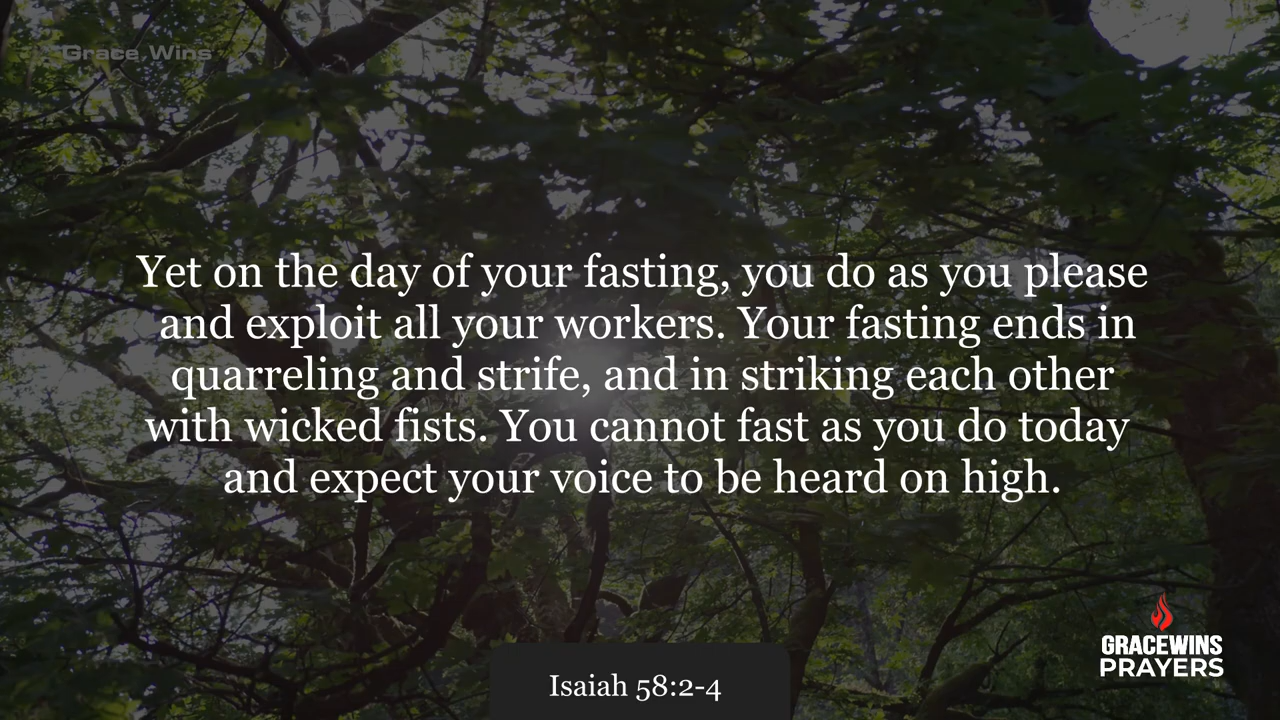 Grace Wins
Yet on the day of your fasting, you do as you please
and exploit all your workers. Your fasting ends in
quarreling and strife, and in striking each other
with wicked fists. You cannot fast as you do today
and expect your voice to be heard on high.
GRACEWINS
PRAYERS
Isaiah 58:2-4